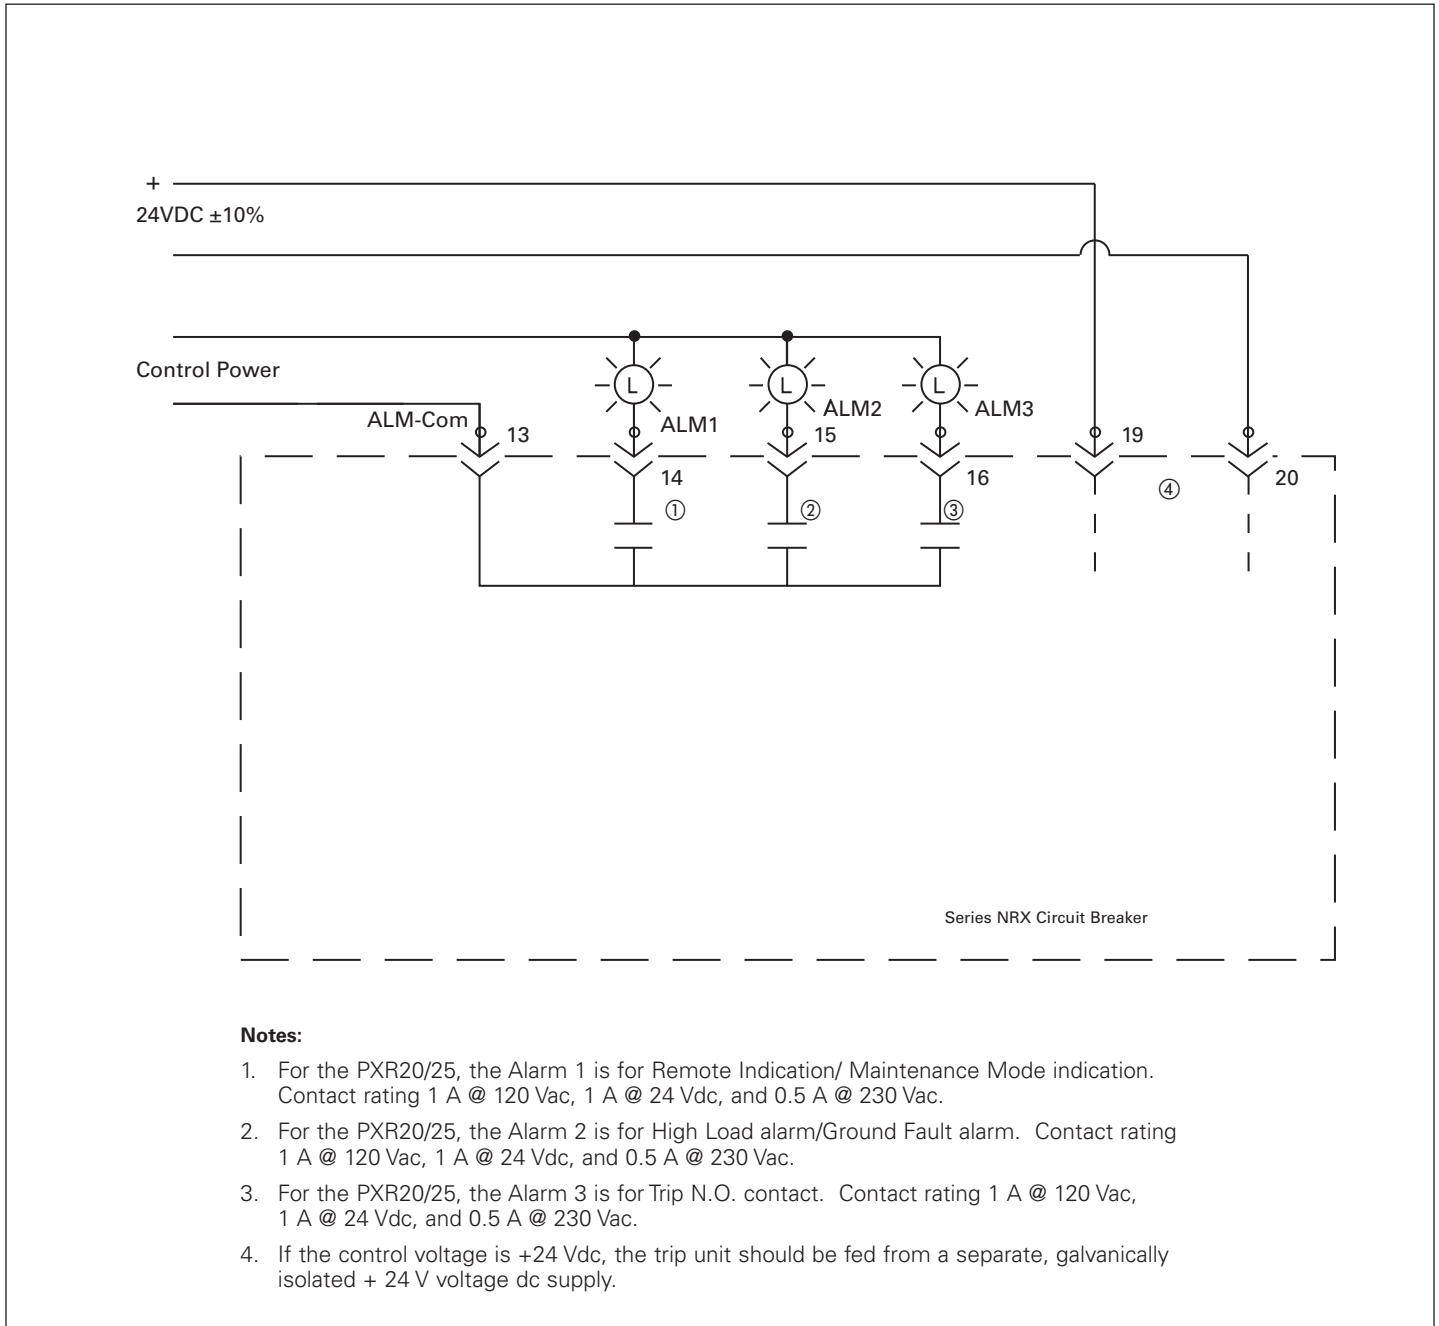 +
24VDC ±10%
Control Power
L
L
L
ALM-Com
ALM1
ALM2
ALM3
13
15
19
14
16
20
①
②
③
④
Series NRX Circuit Breaker
Notes:
1. For the PXR20/25, the Alarm 1 is for Remote Indication/ Maintenance Mode indication.
Contact rating 1 A @ 120 Vac, 1 A @ 24 Vdc, and 0.5 A @ 230 Vac.
2. For the PXR20/25, the Alarm 2 is for High Load alarm/Ground Fault alarm. Contact rating
1 A @ 120 Vac, 1 A @ 24 Vdc, and 0.5 A @ 230 Vac.
3. For the PXR20/25, the Alarm 3 is for Trip N.O. contact. Contact rating 1 A @ 120 Vac,
1 A @ 24 Vdc, and 0.5 A @ 230 Vac.
4. If the control voltage is +24 Vdc, the trip unit should be fed from a separate, galvanically
isolated + 24 V voltage dc supply.